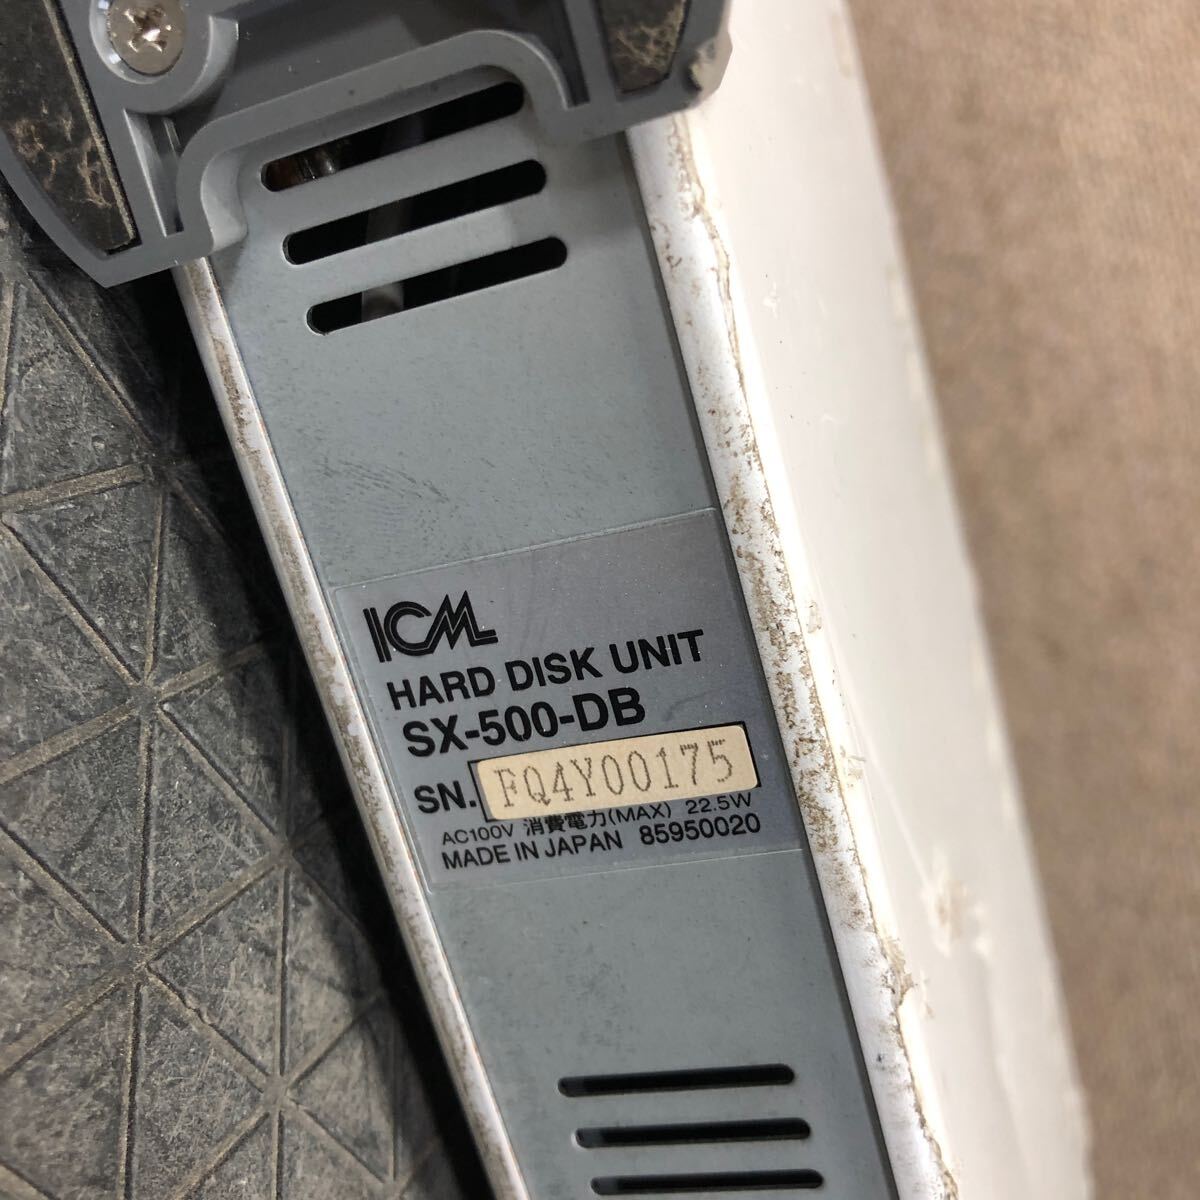 ICM
HARD DISK UNIT
SX-500-DB
SN. FQ4Y00175
AC100V 消費電力(MAX) 22.5W
MADE IN JAPAN 85950020